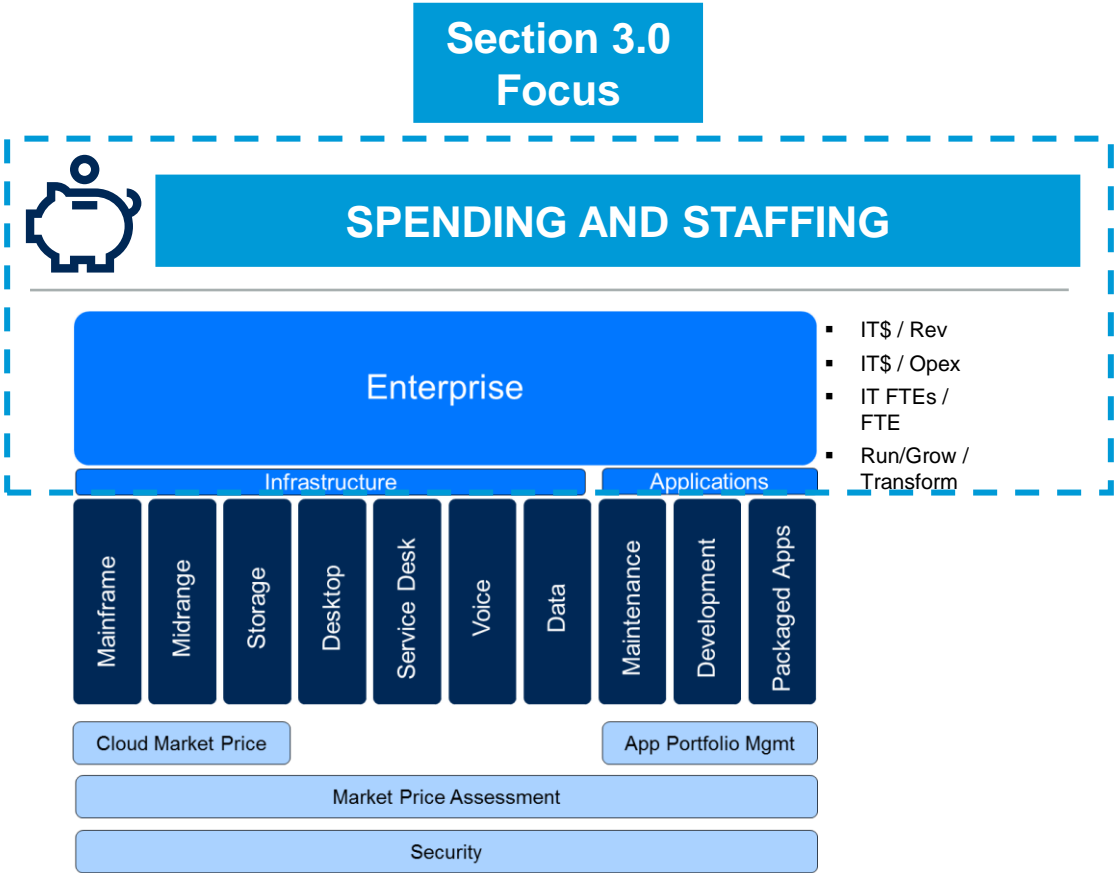 Section 3.0
Focus
SPENDING AND STAFFING
Enterprise
▪ IT$ / Rev
▪ IT$ / Opex
▪ IT FTEs /
FTE
▪ Run/Grow /
Transform
Infrastructure
Applications
Mainframe
Midrange
Storage
Desktop
Service Desk
Voice
Data
Maintenance
Development
Packaged Apps
Cloud Market Price
App Portfolio Mgmt
Market Price Assessment
Security